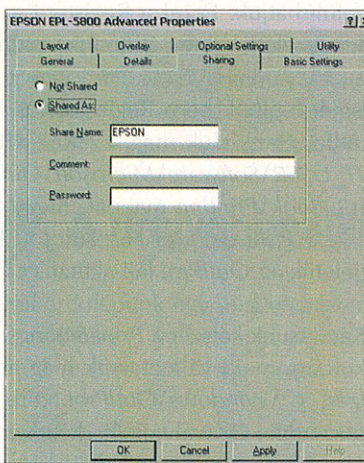 EPSON EPL-5800 Advanced Properties
Layout Overlay Optional Settings Utility
General Details Sharing Basic Settings
Not Shared
Shared As:
Share Name: EPSON
Comment:
Password:
OK Cancel Apply Help